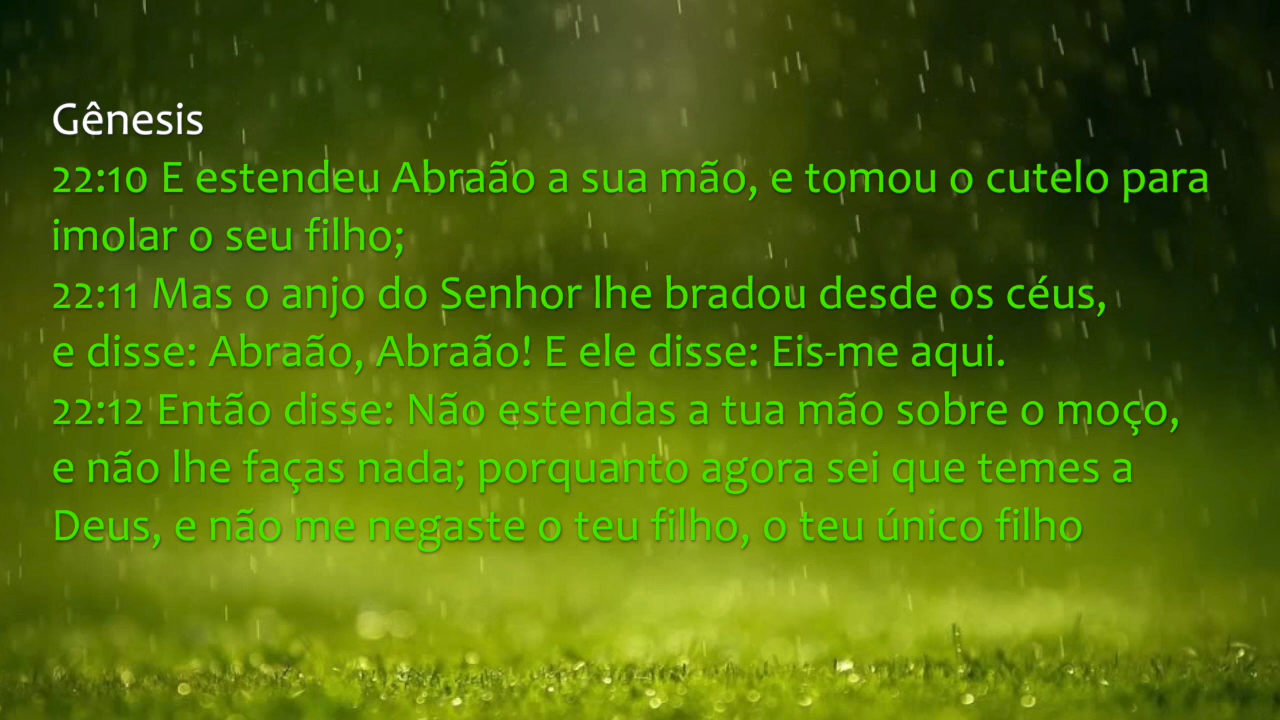 Gênesis
22:10 E estendeu Abraão a sua mão, e tomou o cutelo para
imolar o seu filho;
22:11 Mas o anjo do Senhor lhe bradou desde os céus,
e disse: Abraão, Abraão! E ele disse: Eis-me aqui.
22:12 Então disse: Não estendas a tua mão sobre o moço,
e não lhe faças nada; porquanto agora sei que temes a
Deus, e não me negaste o teu filho, o teu único filho